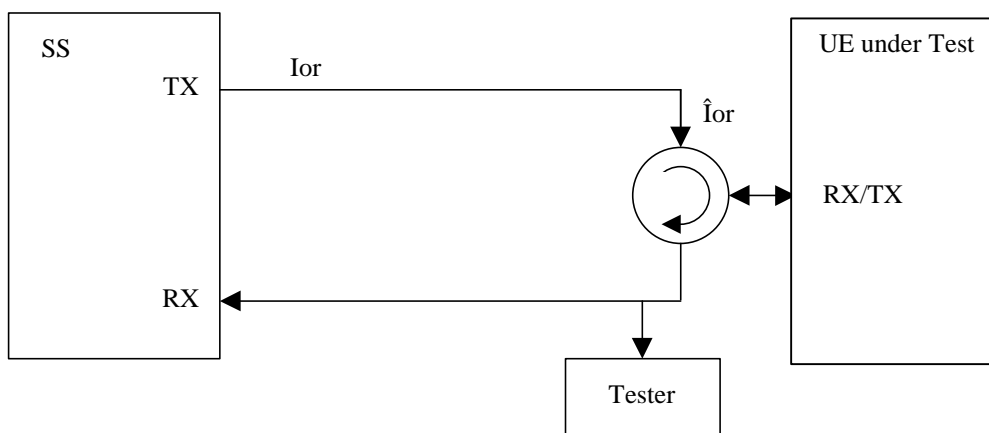 SS
UE under Test
TX
Ior
Îor
RX/TX
RX
Tester